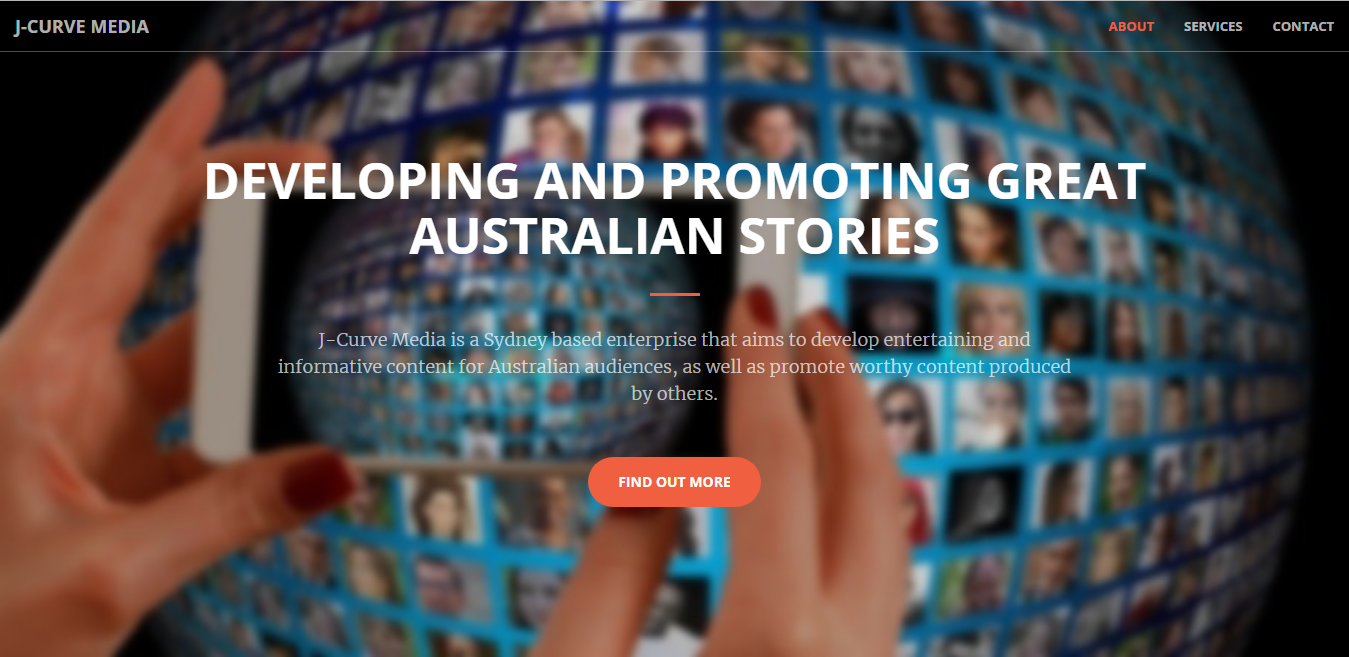 J-CURVE MEDIA
ABOUT SERVICES CONTACT
DEVELOPING AND PROMOTING GREAT
AUSTRALIAN STORIES
J-Curve Media is a Sydney based enterprise that aims to develop entertaining and
informative content for Australian audiences, as well as promote worthy content produced
by others.
FIND OUT MORE